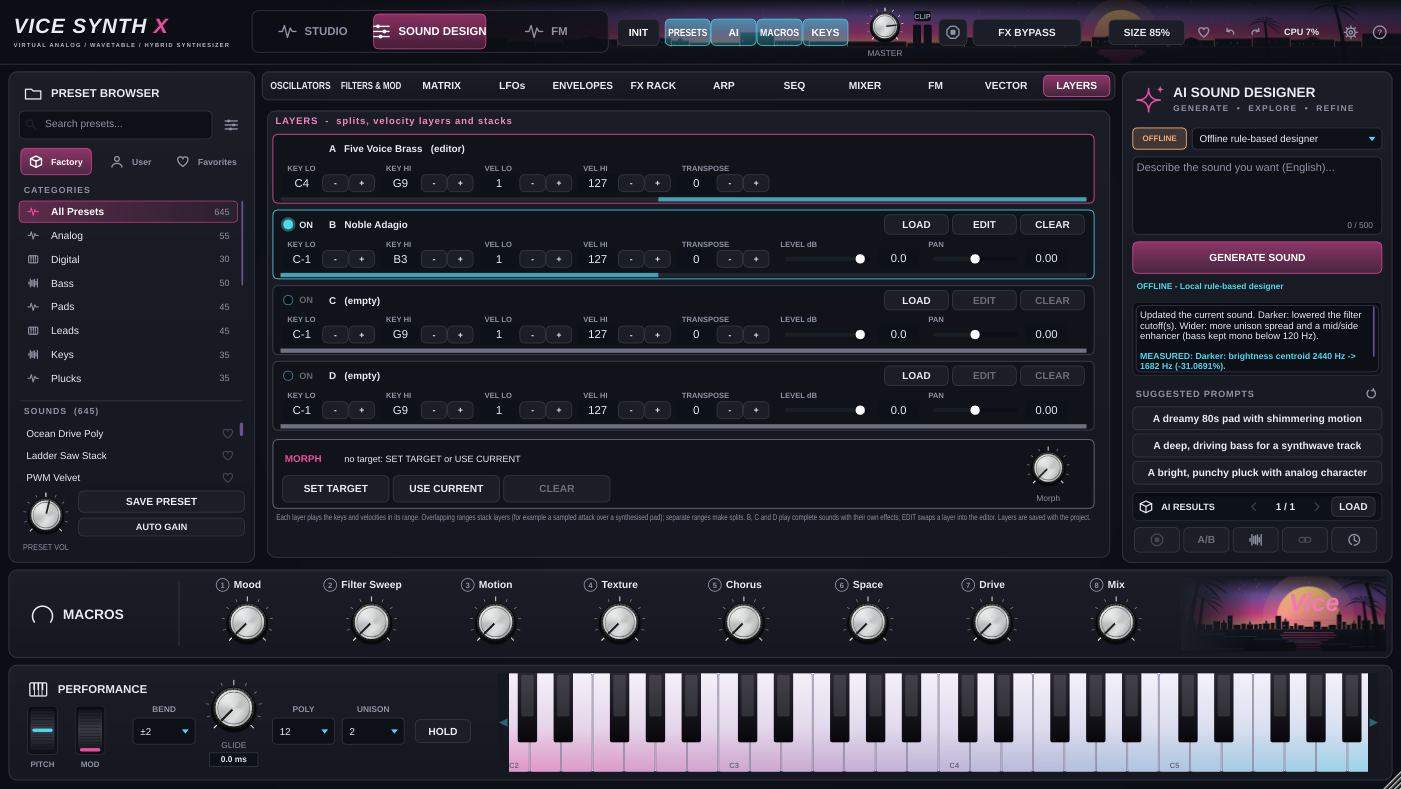 VICE SYNTH X
VIRTUAL ANALOG / WAVETABLE / HYBRID SYNTHESIZER
STUDIO
SOUND DESIGN
FM
INIT
PRESETS
AI
MACROS
KEYS
MASTER
CLIP
FX BYPASS
SIZE 85%
CPU 7%
?
PRESET BROWSER
Search presets...
Factory
User
Favorites
CATEGORIES
All Presets 645
Analog 55
Digital 30
Bass 50
Pads 45
Leads 45
Keys 35
Plucks 35
SOUNDS (645)
Ocean Drive Poly
Ladder Saw Stack
PWM Velvet
SAVE PRESET
AUTO GAIN
PRESET VOL
OSCILLATORS FILTERS & MOD MATRIX LFOs ENVELOPES FX RACK ARP SEQ MIXER FM VECTOR LAYERS
LAYERS - splits, velocity layers and stacks
A Five Voice Brass (editor)
KEY LO KEY HI VEL LO VEL HI TRANSPOSE
C4 - + G9 - + 1 - + 127 - + 0 - +
ON B Noble Adagio LOAD EDIT CLEAR
KEY LO KEY HI VEL LO VEL HI TRANSPOSE LEVEL dB PAN
C-1 - + B3 - + 1 - + 127 - + 0 - + 0.0 0.00
ON C (empty) LOAD EDIT CLEAR
KEY LO KEY HI VEL LO VEL HI TRANSPOSE LEVEL dB PAN
C-1 - + G9 - + 1 - + 127 - + 0 - + 0.0 0.00
ON D (empty) LOAD EDIT CLEAR
KEY LO KEY HI VEL LO VEL HI TRANSPOSE LEVEL dB PAN
C-1 - + G9 - + 1 - + 127 - + 0 - + 0.0 0.00
MORPH no target: SET TARGET or USE CURRENT
SET TARGET USE CURRENT CLEAR
Morph
Each layer plays the keys and velocities in its range. Overlapping ranges stack layers (for example a sampled attack over a synthesised pad); separate ranges make splits. B, C and D play complete sounds with their own effects; EDIT swaps a layer into the editor. Layers are saved with the project.
AI SOUND DESIGNER
GENERATE • EXPLORE • REFINE
OFFLINE
Offline rule-based designer
Describe the sound you want (English)...
0 / 500
GENERATE SOUND
OFFLINE - Local rule-based designer
Updated the current sound. Darker: lowered the filter
cutoff(s). Wider: more unison spread and a mid/side
enhancer (bass kept mono below 120 Hz).
MEASURED: Darker: brightness centroid 2440 Hz ->
1682 Hz (-31.0691%).
SUGGESTED PROMPTS
A dreamy 80s pad with shimmering motion
A deep, driving bass for a synthwave track
A bright, punchy pluck with analog character
AI RESULTS 1 / 1 LOAD
A/B
MACROS
1 Mood
2 Filter Sweep
3 Motion
4 Texture
5 Chorus
6 Space
7 Drive
8 Mix
Vice
PERFORMANCE
PITCH
MOD
BEND
±2
GLIDE
0.0 ms
POLY
12
UNISON
2
HOLD
C2 C3 C4 C5